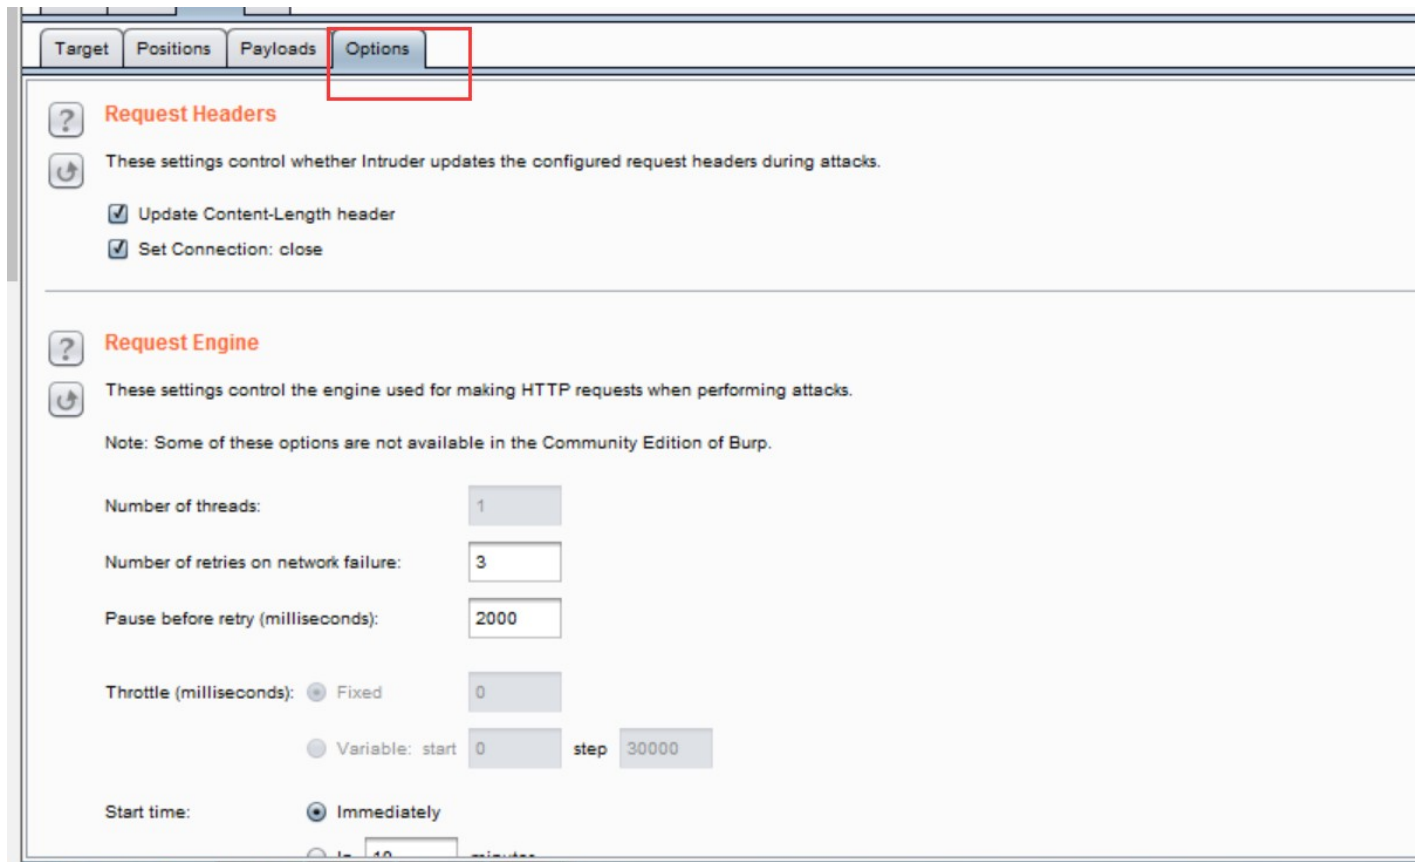 Target Positions Payloads Options
Request Headers
These settings control whether Intruder updates the configured request headers during attacks.
Update Content-Length header
Set Connection: close
Request Engine
These settings control the engine used for making HTTP requests when performing attacks.
Note: Some of these options are not available in the Community Edition of Burp.
Number of threads: 1
Number of retries on network failure: 3
Pause before retry (milliseconds): 2000
Throttle (milliseconds): Fixed 0
Variable: start 0 step 30000
Start time: Immediately
In 10 minutes